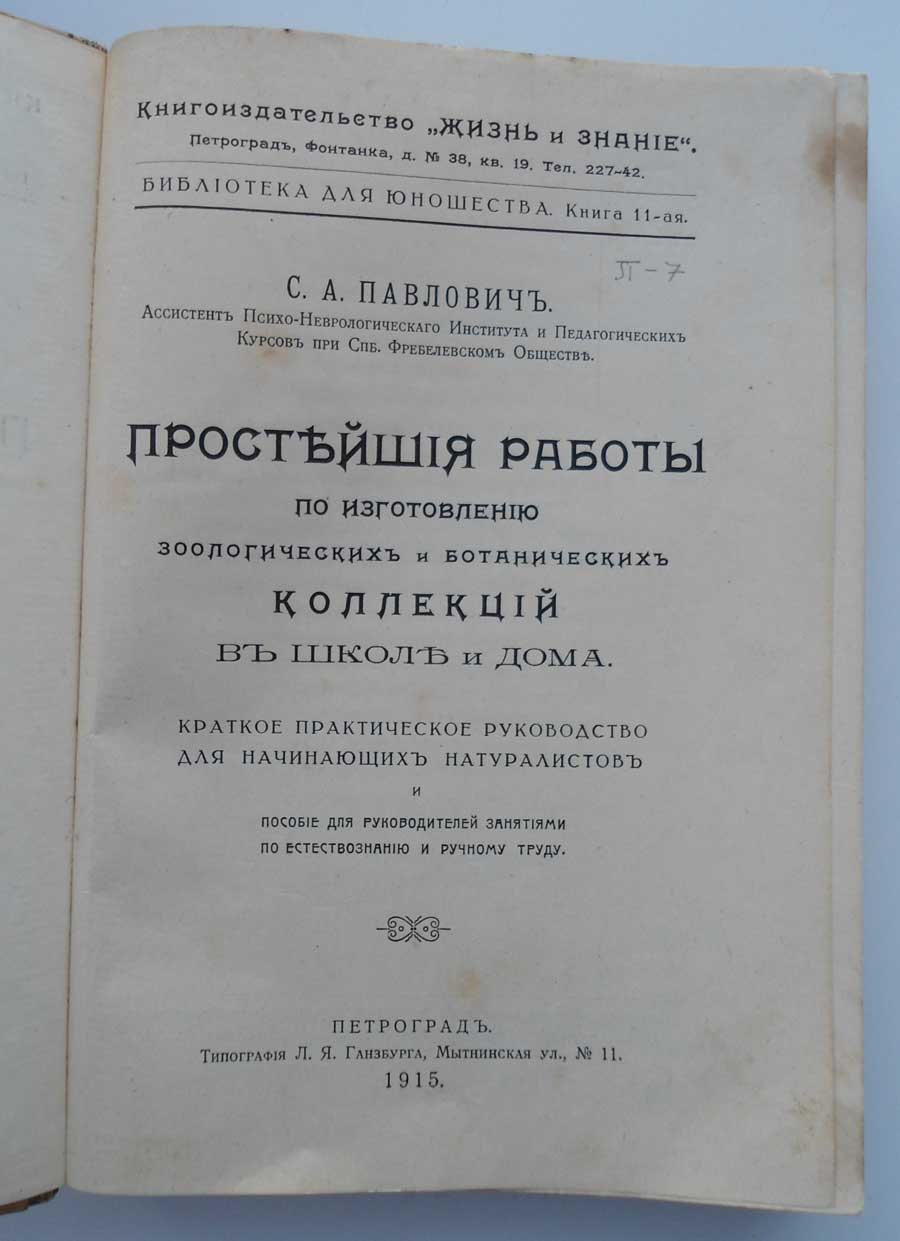 Книгоиздательство „ЖИЗНЬ и ЗНАНІЕ“.
Петроградъ, Фонтанка, д. № 38, кв. 19. Тел. 227-42.
БИБЛІОТЕКА ДЛЯ ЮНОШЕСТВА. Книга 11-ая.
П-7
С. А. ПАВЛОВИЧЪ.
Ассистентъ Психо-Неврологическаго Института и Педагогическихъ
Курсовъ при Спб. Фребелевскомъ Обществѣ.
ПРОСТѢЙШІЯ РАБОТЫ
ПО ИЗГОТОВЛЕНІЮ
ЗООЛОГИЧЕСКИХЪ и БОТАНИЧЕСКИХЪ
КОЛЛЕКЦІЙ
ВЪ ШКОЛѢ и ДОМА.
КРАТКОЕ ПРАКТИЧЕСКОЕ РУКОВОДСТВО
ДЛЯ НАЧИНАЮЩИХЪ НАТУРАЛИСТОВЪ
И
ПОСОБІЕ ДЛЯ РУКОВОДИТЕЛЕЙ ЗАНЯТІЯМИ
ПО ЕСТЕСТВОЗНАНІЮ И РУЧНОМУ ТРУДУ.
ПЕТРОГРАДЪ.
Типографія Л. Я. Ганзбурга, Мытнинская ул., № 11.
1915.